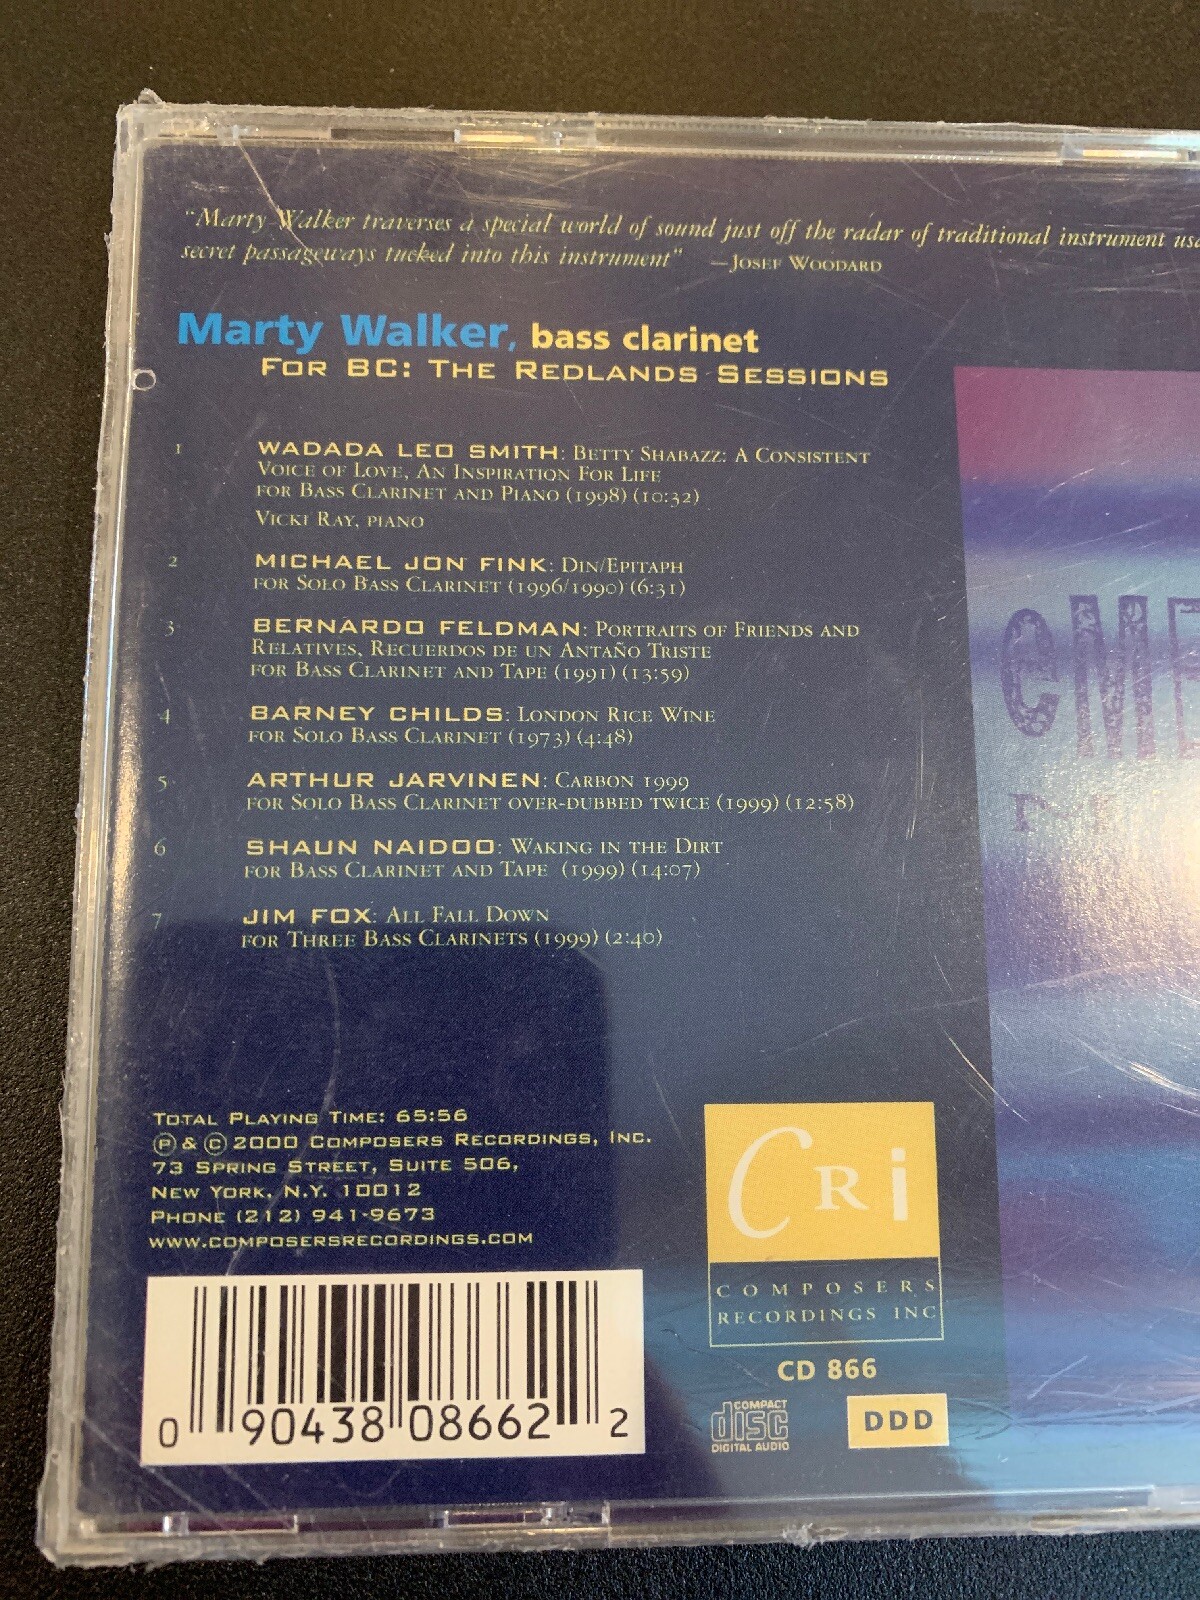 "Marty Walker traverses a special world of sound just off the radar of traditional instrument
secret passageways tucked into this instrument" —Josef Woodard
Marty Walker, bass clarinet
For BC: The Redlands Sessions
1 WADADA LEO SMITH: Betty Shabazz: A Consistent
Voice of Love, An Inspiration For Life
for Bass Clarinet and Piano (1998) (10:32)
Vicki Ray, piano
2 MICHAEL JON FINK: Din/Epitaph
for Solo Bass Clarinet (1996/1990) (6:31)
3 BERNARDO FELDMAN: Portraits of Friends and
Relatives, Recuerdos de un Antaño Triste
for Bass Clarinet and Tape (1991) (13:59)
4 BARNEY CHILDS: London Rice Wine
for Solo Bass Clarinet (1973) (4:48)
5 ARTHUR JARVINEN: Carbon 1999
for Solo Bass Clarinet over-dubbed twice (1999) (12:58)
6 SHAUN NAIDOO: Waking in the Dirt
for Bass Clarinet and Tape (1999) (14:07)
7 JIM FOX: All Fall Down
for Three Bass Clarinets (1999) (2:40)
Total Playing Time: 65:56
℗ & © 2000 Composers Recordings, Inc.
73 Spring Street, Suite 506,
New York, N.Y. 10012
Phone (212) 941-9673
www.composersrecordings.com
0 90438 08662 2
CRi
COMPOSERS
RECORDINGS INC
CD 866
COMPACT
disc
DIGITAL AUDIO
DDD